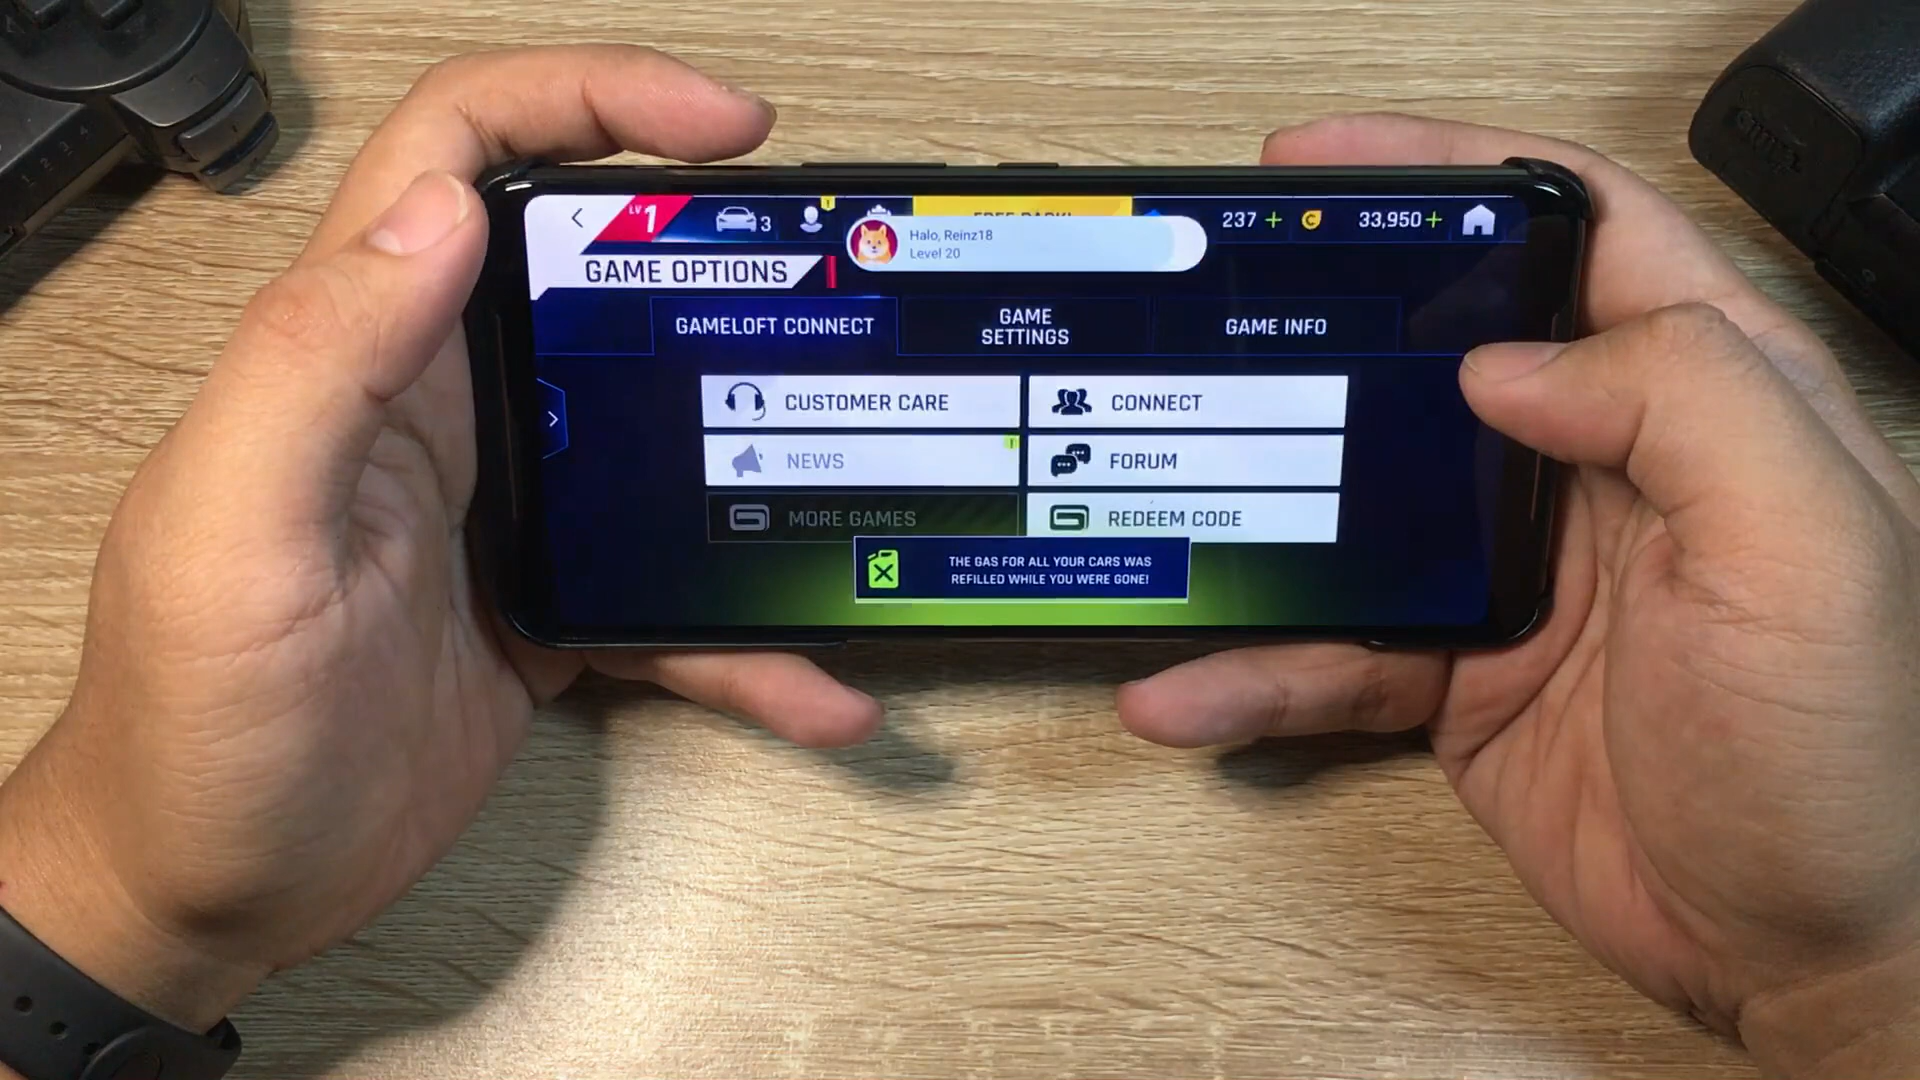 LV 1
3
237 +
33,950 +
Halo, Reinz18
Level 20
GAME OPTIONS
GAMELOFT CONNECT
GAME
SETTINGS
GAME INFO
CUSTOMER CARE
CONNECT
NEWS
FORUM
MORE GAMES
REDEEM CODE
THE GAS FOR ALL YOUR CARS WAS
REFILLED WHILE YOU WERE GONE!